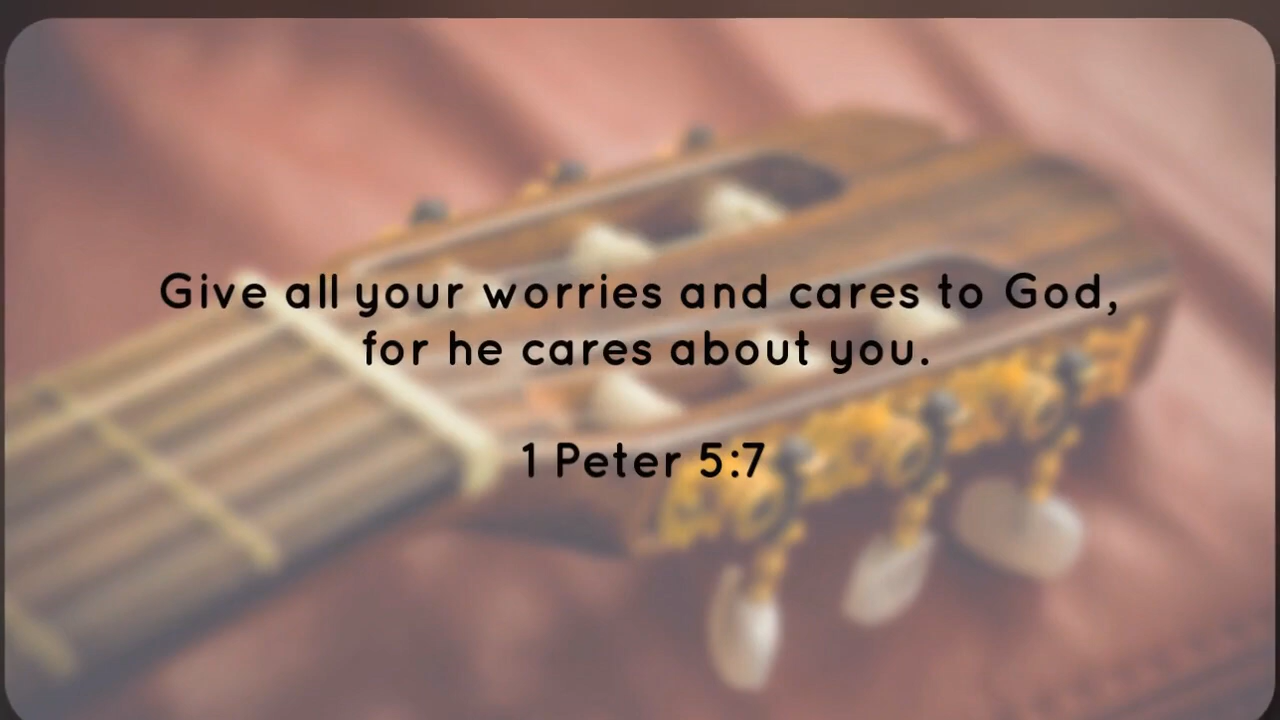 Give all your worries and cares to God,
for he cares about you.
1 Peter 5:7